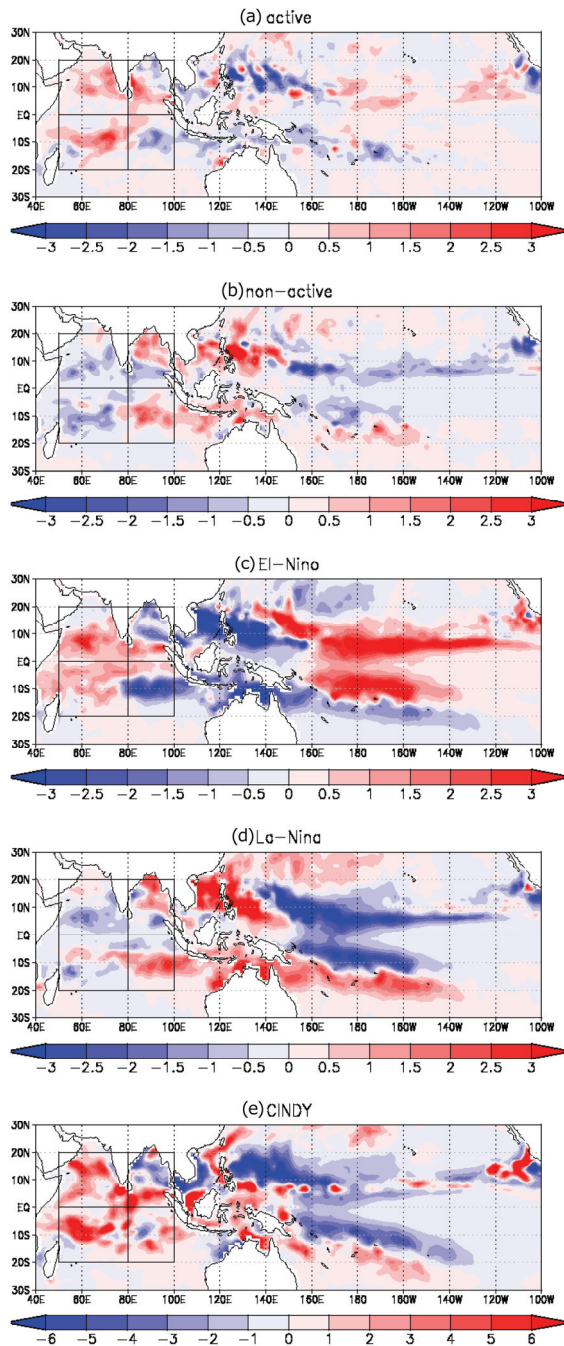 (a) active
30N
20N
10N
EQ
10S
20S
30S
40E 60E 80E 100E 120E 140E 160E 180 160W 140W 120W 100W
−3 −2.5 −2 −1.5 −1 −0.5 0 0.5 1 1.5 2 2.5 3
(b) non−active
30N
20N
10N
EQ
10S
20S
30S
40E 60E 80E 100E 120E 140E 160E 180 160W 140W 120W 100W
−3 −2.5 −2 −1.5 −1 −0.5 0 0.5 1 1.5 2 2.5 3
(c) El−Nino
30N
20N
10N
EQ
10S
20S
30S
40E 60E 80E 100E 120E 140E 160E 180 160W 140W 120W 100W
−3 −2.5 −2 −1.5 −1 −0.5 0 0.5 1 1.5 2 2.5 3
(d) La−Nina
30N
20N
10N
EQ
10S
20S
30S
40E 60E 80E 100E 120E 140E 160E 180 160W 140W 120W 100W
−3 −2.5 −2 −1.5 −1 −0.5 0 0.5 1 1.5 2 2.5 3
(e) CINDY
30N
20N
10N
EQ
10S
20S
30S
40E 60E 80E 100E 120E 140E 160E 180 160W 140W 120W 100W
−6 −5 −4 −3 −2 −1 0 1 2 3 4 5 6